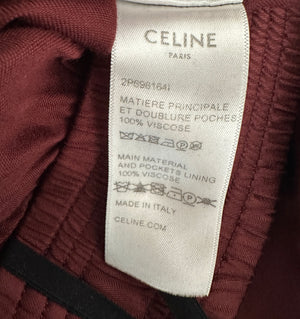 CELINE
PARIS
2P698164I
MATIÈRE PRINCIPALE
ET DOUBLURE POCHES
100% VISCOSE
MAIN MATERIAL
AND POCKETS LINING
100% VISCOSE
MADE IN ITALY
CELINE.COM